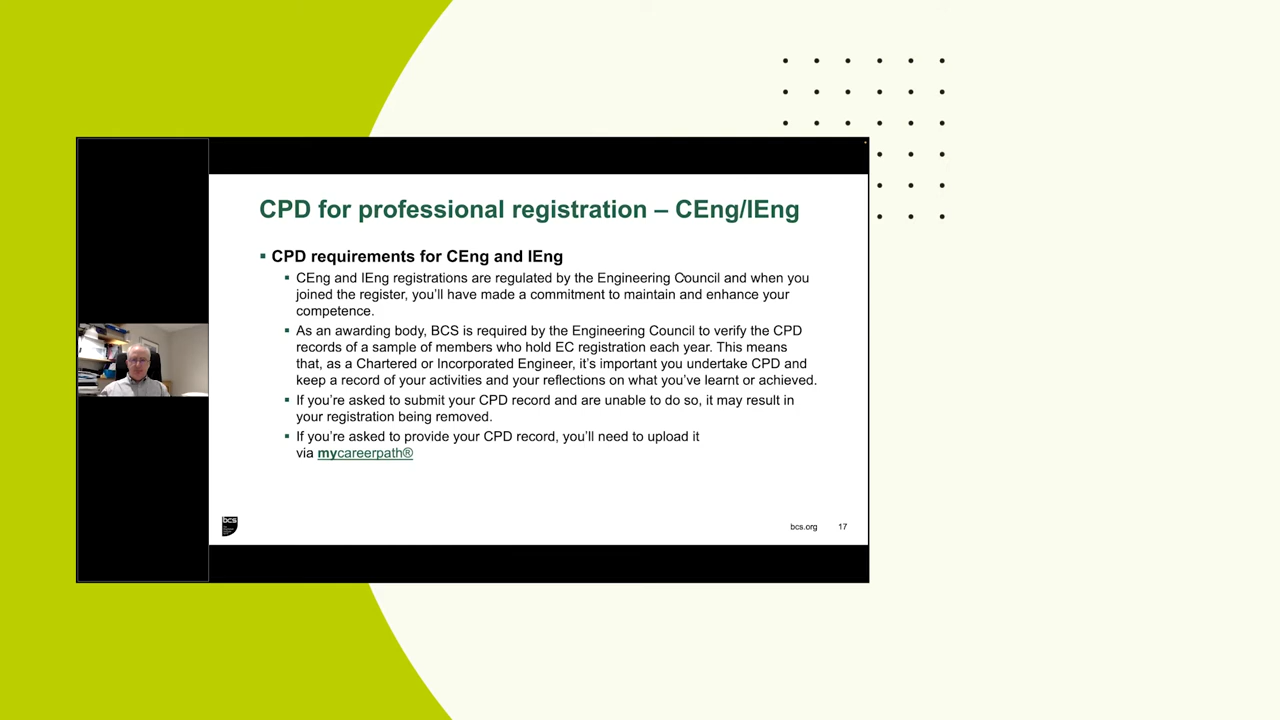 CPD for professional registration – CEng/IEng
▪ CPD requirements for CEng and IEng
▪ CEng and IEng registrations are regulated by the Engineering Council and when you
joined the register, you’ll have made a commitment to maintain and enhance your
competence.
▪ As an awarding body, BCS is required by the Engineering Council to verify the CPD
records of a sample of members who hold EC registration each year. This means
that, as a Chartered or Incorporated Engineer, it’s important you undertake CPD and
keep a record of your activities and your reflections on what you’ve learnt or achieved.
▪ If you’re asked to submit your CPD record and are unable to do so, it may result in
your registration being removed.
▪ If you’re asked to provide your CPD record, you’ll need to upload it
via mycareerpath®
bcs
bcs.org 17